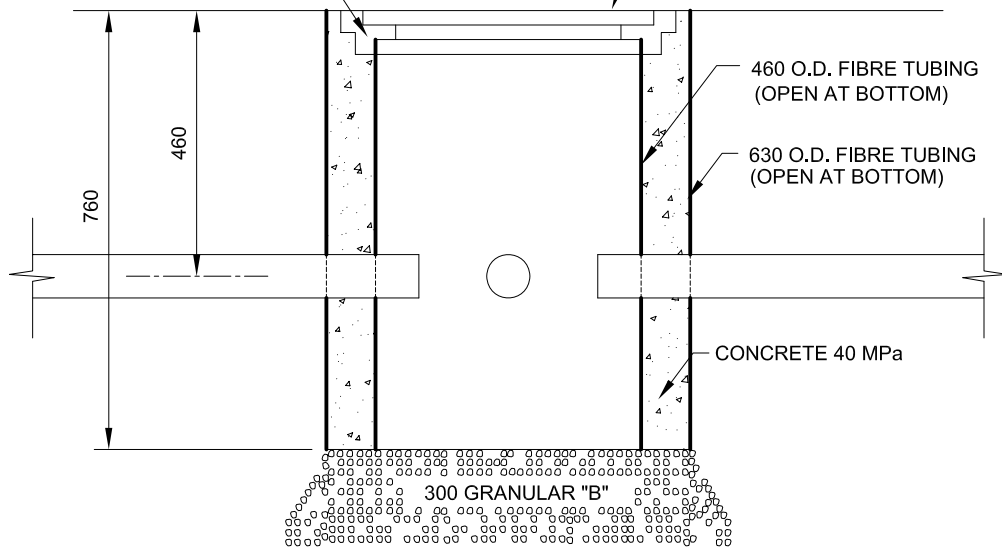 460 O.D. FIBRE TUBING
(OPEN AT BOTTOM)
460
630 O.D. FIBRE TUBING
(OPEN AT BOTTOM)
760
CONCRETE 40 MPa
300 GRANULAR "B"